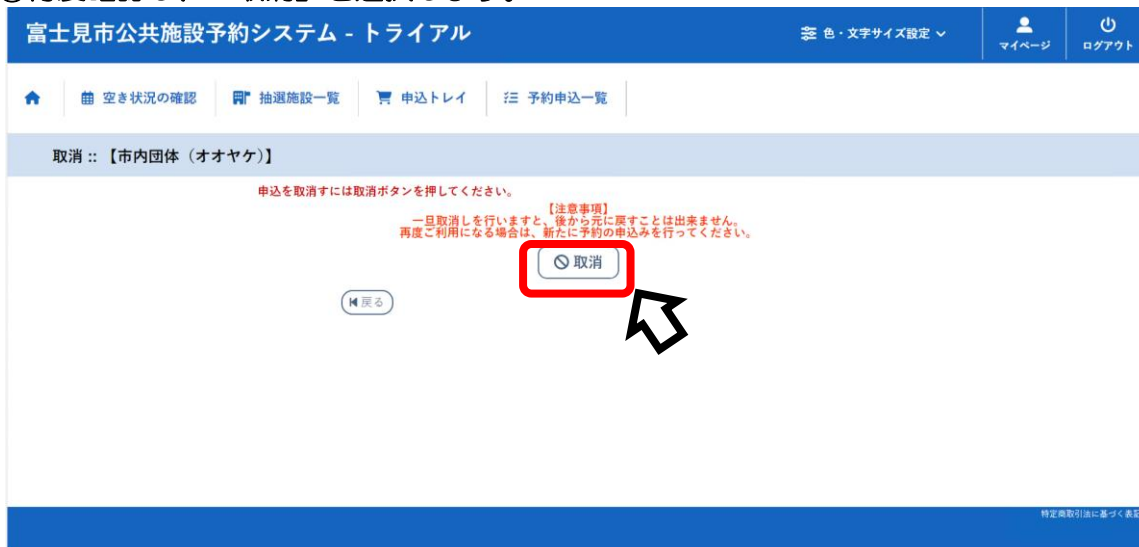 富士見市公共施設予約システム - トライアル
色・文字サイズ設定
マイページ
ログアウト
空き状況の確認
抽選施設一覧
申込トレイ
予約申込一覧
取消 :: 【市内団体（オオヤケ）】
申込を取消すには取消ボタンを押してください。
【注意事項】
一旦取消しを行いますと、後から元に戻すことは出来ません。
再度ご利用になる場合は、新たに予約の申込みを行ってください。
取消
戻る
特定商取引法に基づく表記